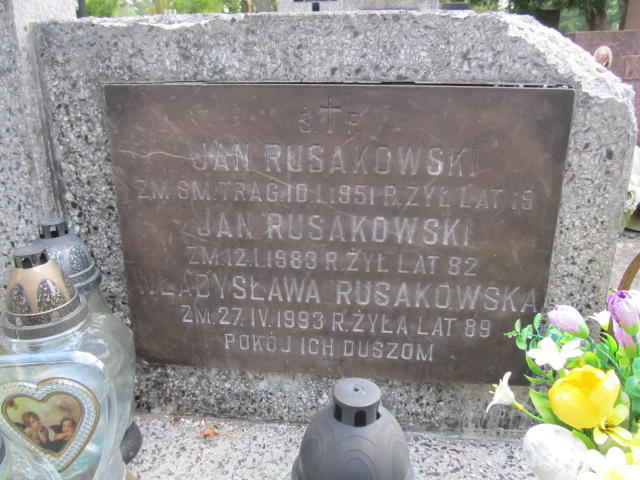 Ś † P.
JAN RUSAKOWSKI
ZM. ŚM. TRAG. 10.I.1951 R. ŻYŁ LAT 19
JAN RUSAKOWSKI
ZM. 12.I.1983 R. ŻYŁ LAT 82
WŁADYSŁAWA RUSAKOWSKA
ZM. 27.IV.1993 R. ŻYŁA LAT 89
POKÓJ ICH DUSZOM